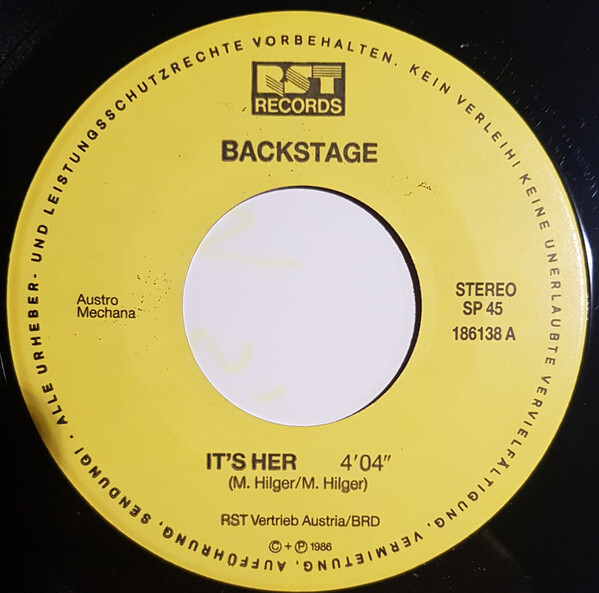 ALLE URHEBER- UND LEISTUNGSSCHUTZRECHTE VORBEHALTEN. KEIN VERLEIH! KEINE UNERLAUBTE VERVIELFÄLTIGUNG, VERMIETUNG, AUFFÜHRUNG, SENDUNG! ·
RST
RECORDS
BACKSTAGE
Austro
Mechana
STEREO
SP 45
186138 A
IT'S HER 4'04"
(M. Hilger/M. Hilger)
RST Vertrieb Austria/BRD
© + ℗ 1986